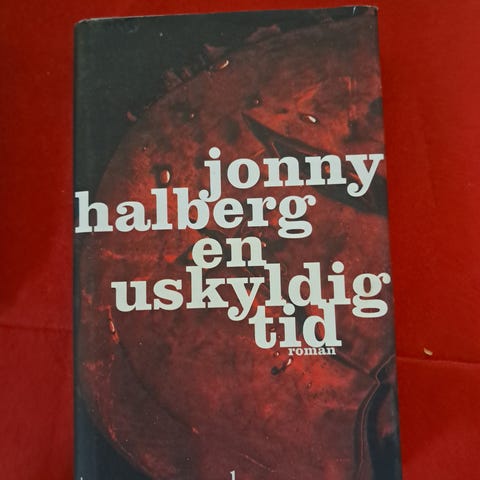 jonny
halberg
en
uskyldig
tid
roman